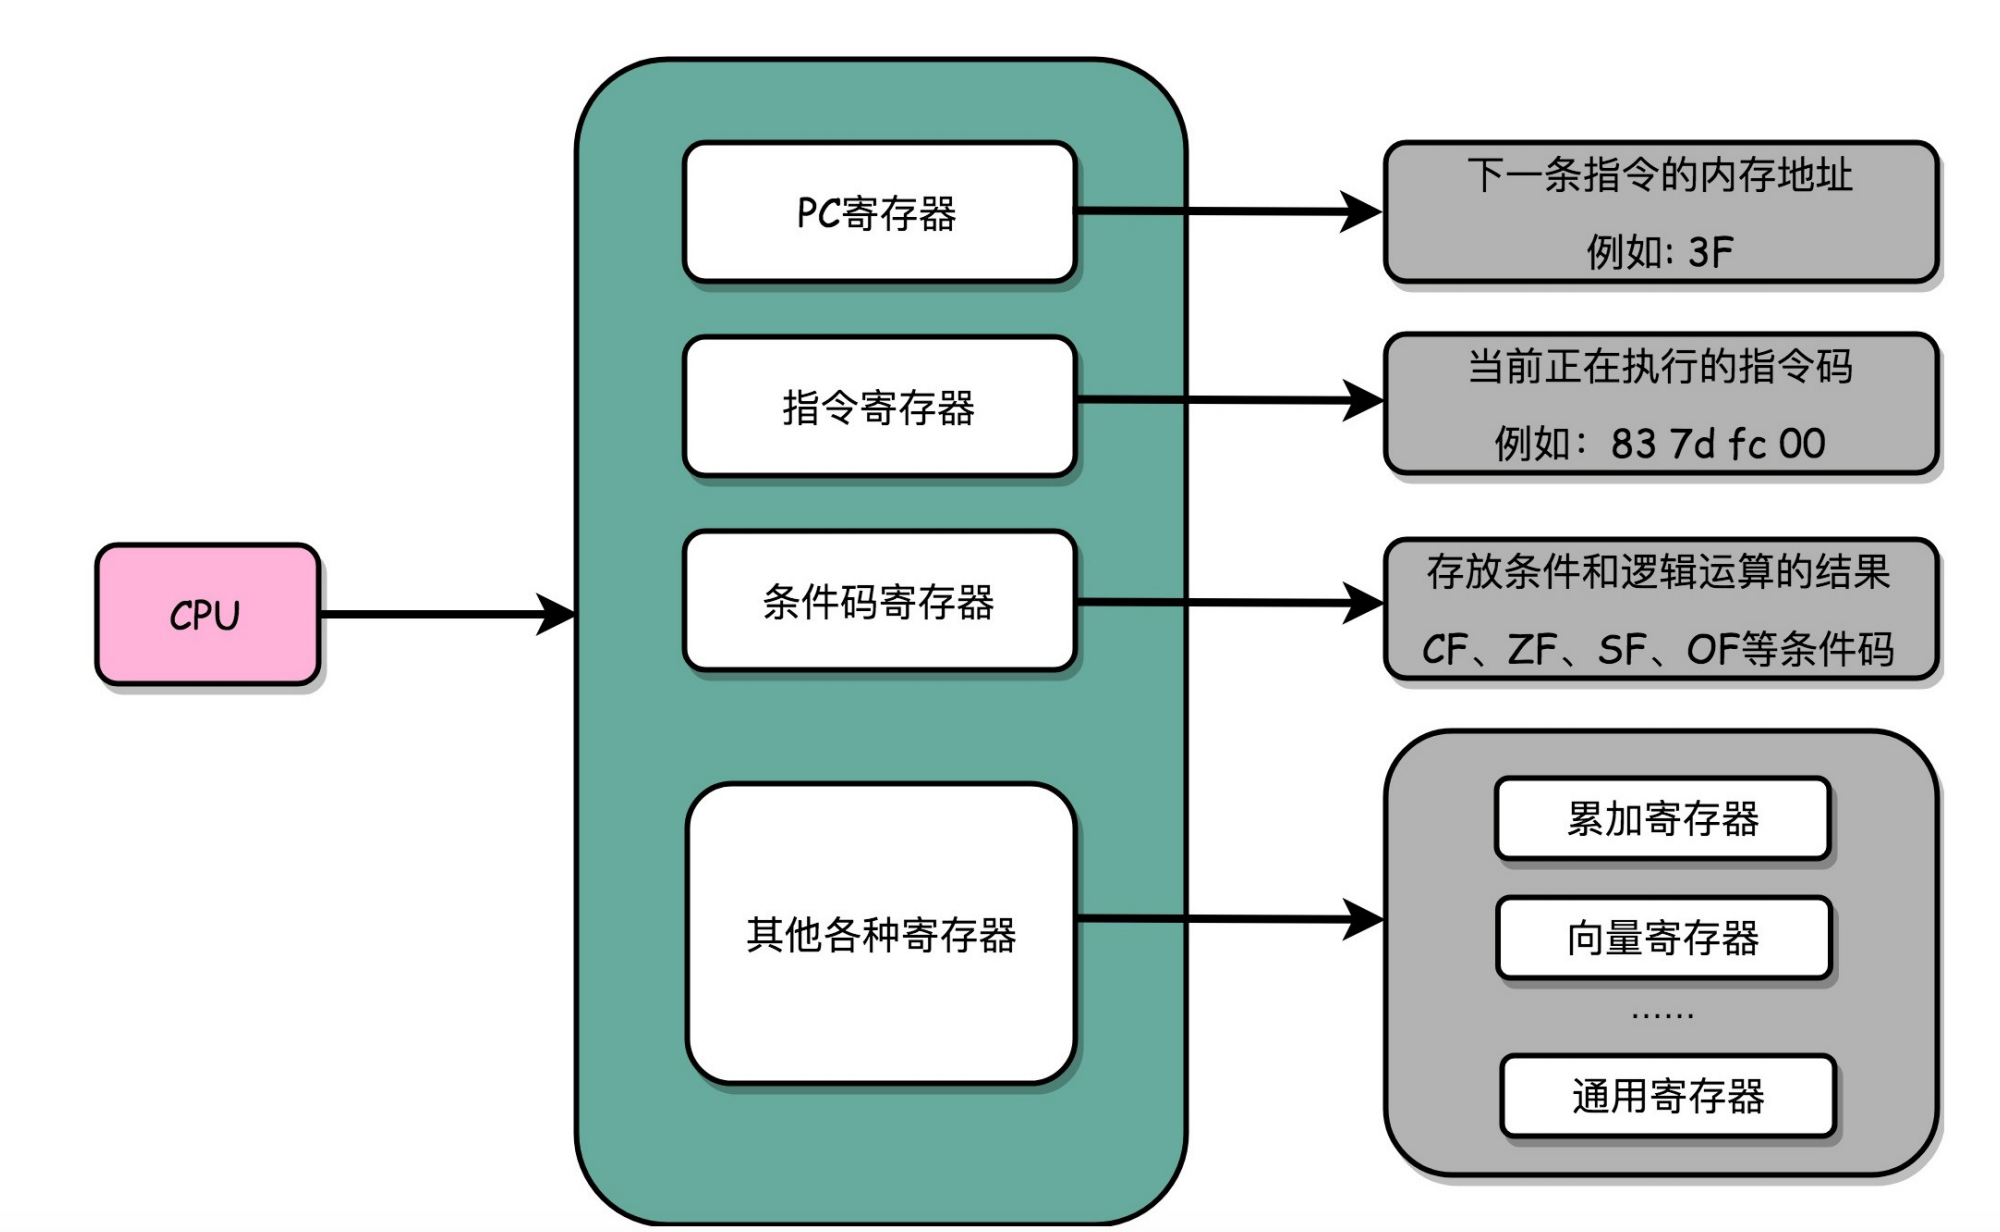 CPU
PC寄存器
下一条指令的内存地址
例如: 3F
指令寄存器
当前正在执行的指令码
例如：83 7d fc 00
条件码寄存器
存放条件和逻辑运算的结果
CF、ZF、SF、OF等条件码
其他各种寄存器
累加寄存器
向量寄存器
......
通用寄存器